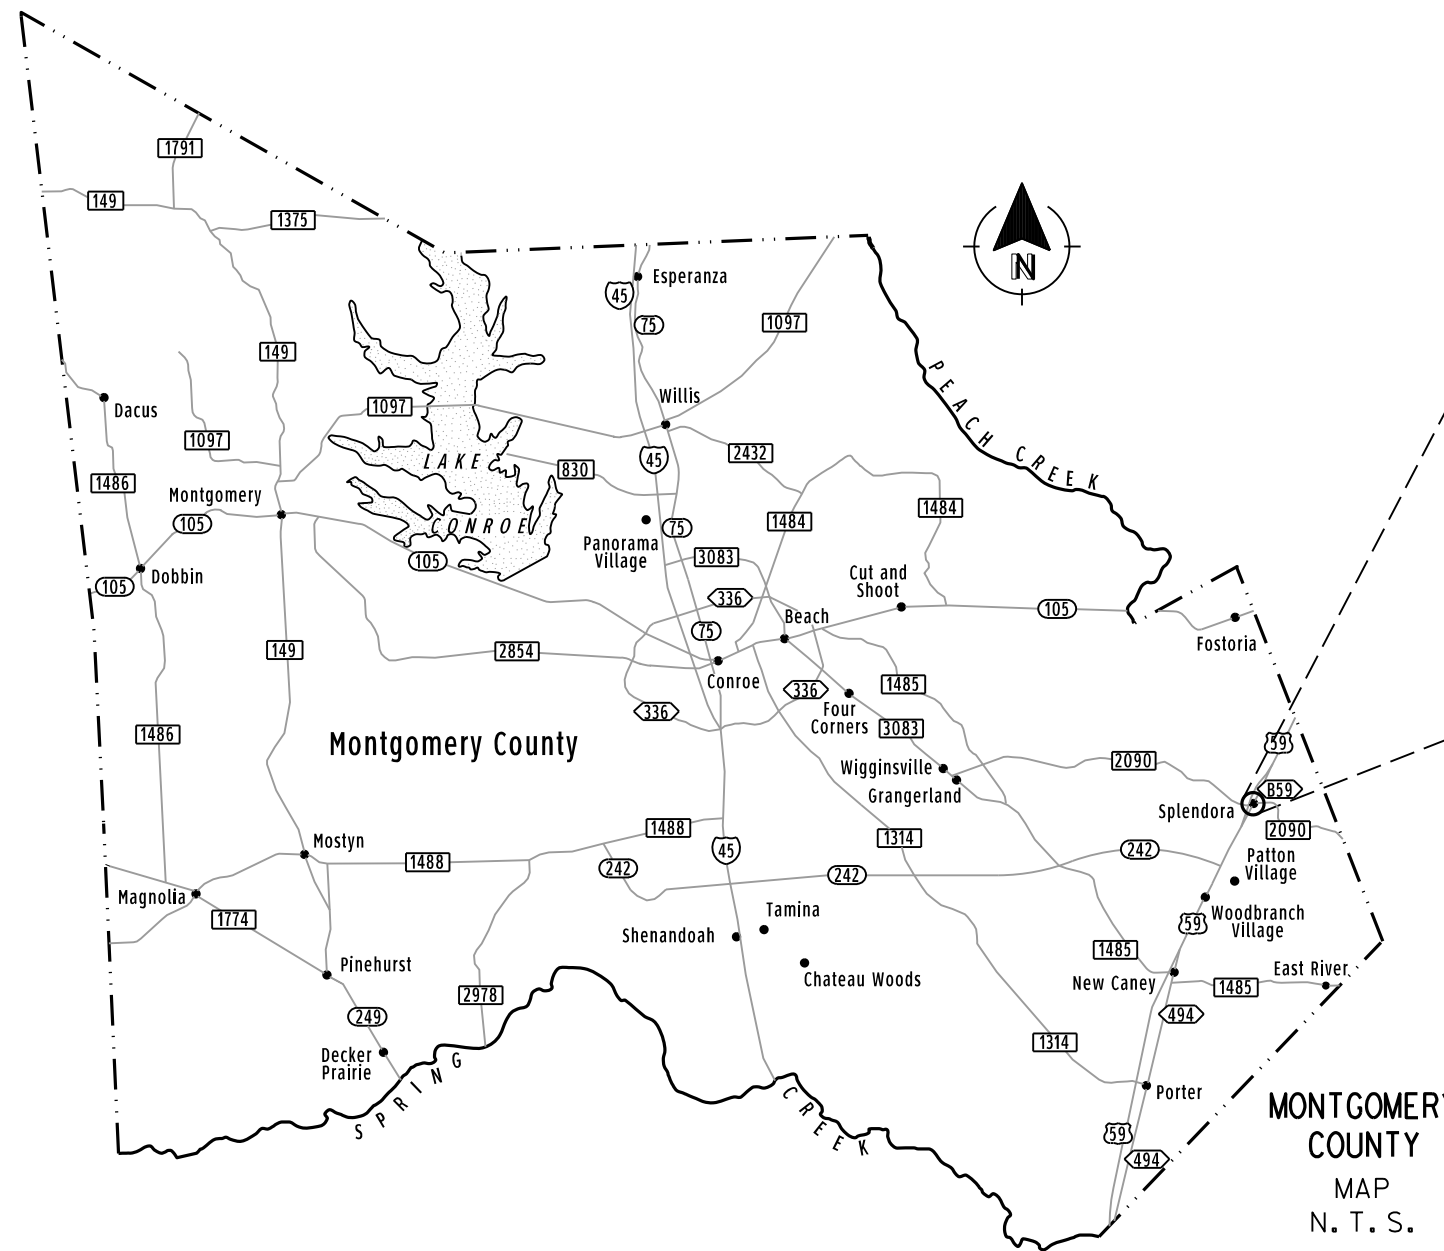 1791
149
1375
N
Esperanza
45
75
1097
149
PEACH CREEK
Dacus
1097
Willis
1097
2432
LAKE
45
830
1486
Montgomery
105
1484
1484
CONROE
Panorama
Village
75
3083
105
Dobbin
105
Cut and
Shoot
336
Beach
105
75
Fostoria
149
2854
Conroe
336
1485
336
Four
Corners
3083
1486
Montgomery County
59
Wigginsville
2090
Grangerland
B59
Splendora
2090
1488
Mostyn
1314
45
242
1488
242
242
Patton
Village
Magnolia
1774
Tamina
Woodbranch
Village
59
Shenandoah
Pinehurst
1485
East River
Chateau Woods
New Caney
1485
2978
249
494
1314
Decker
Prairie
SPRING
CREEK
Porter
59
494
MONTGOMERY
COUNTY
MAP
N. T. S.